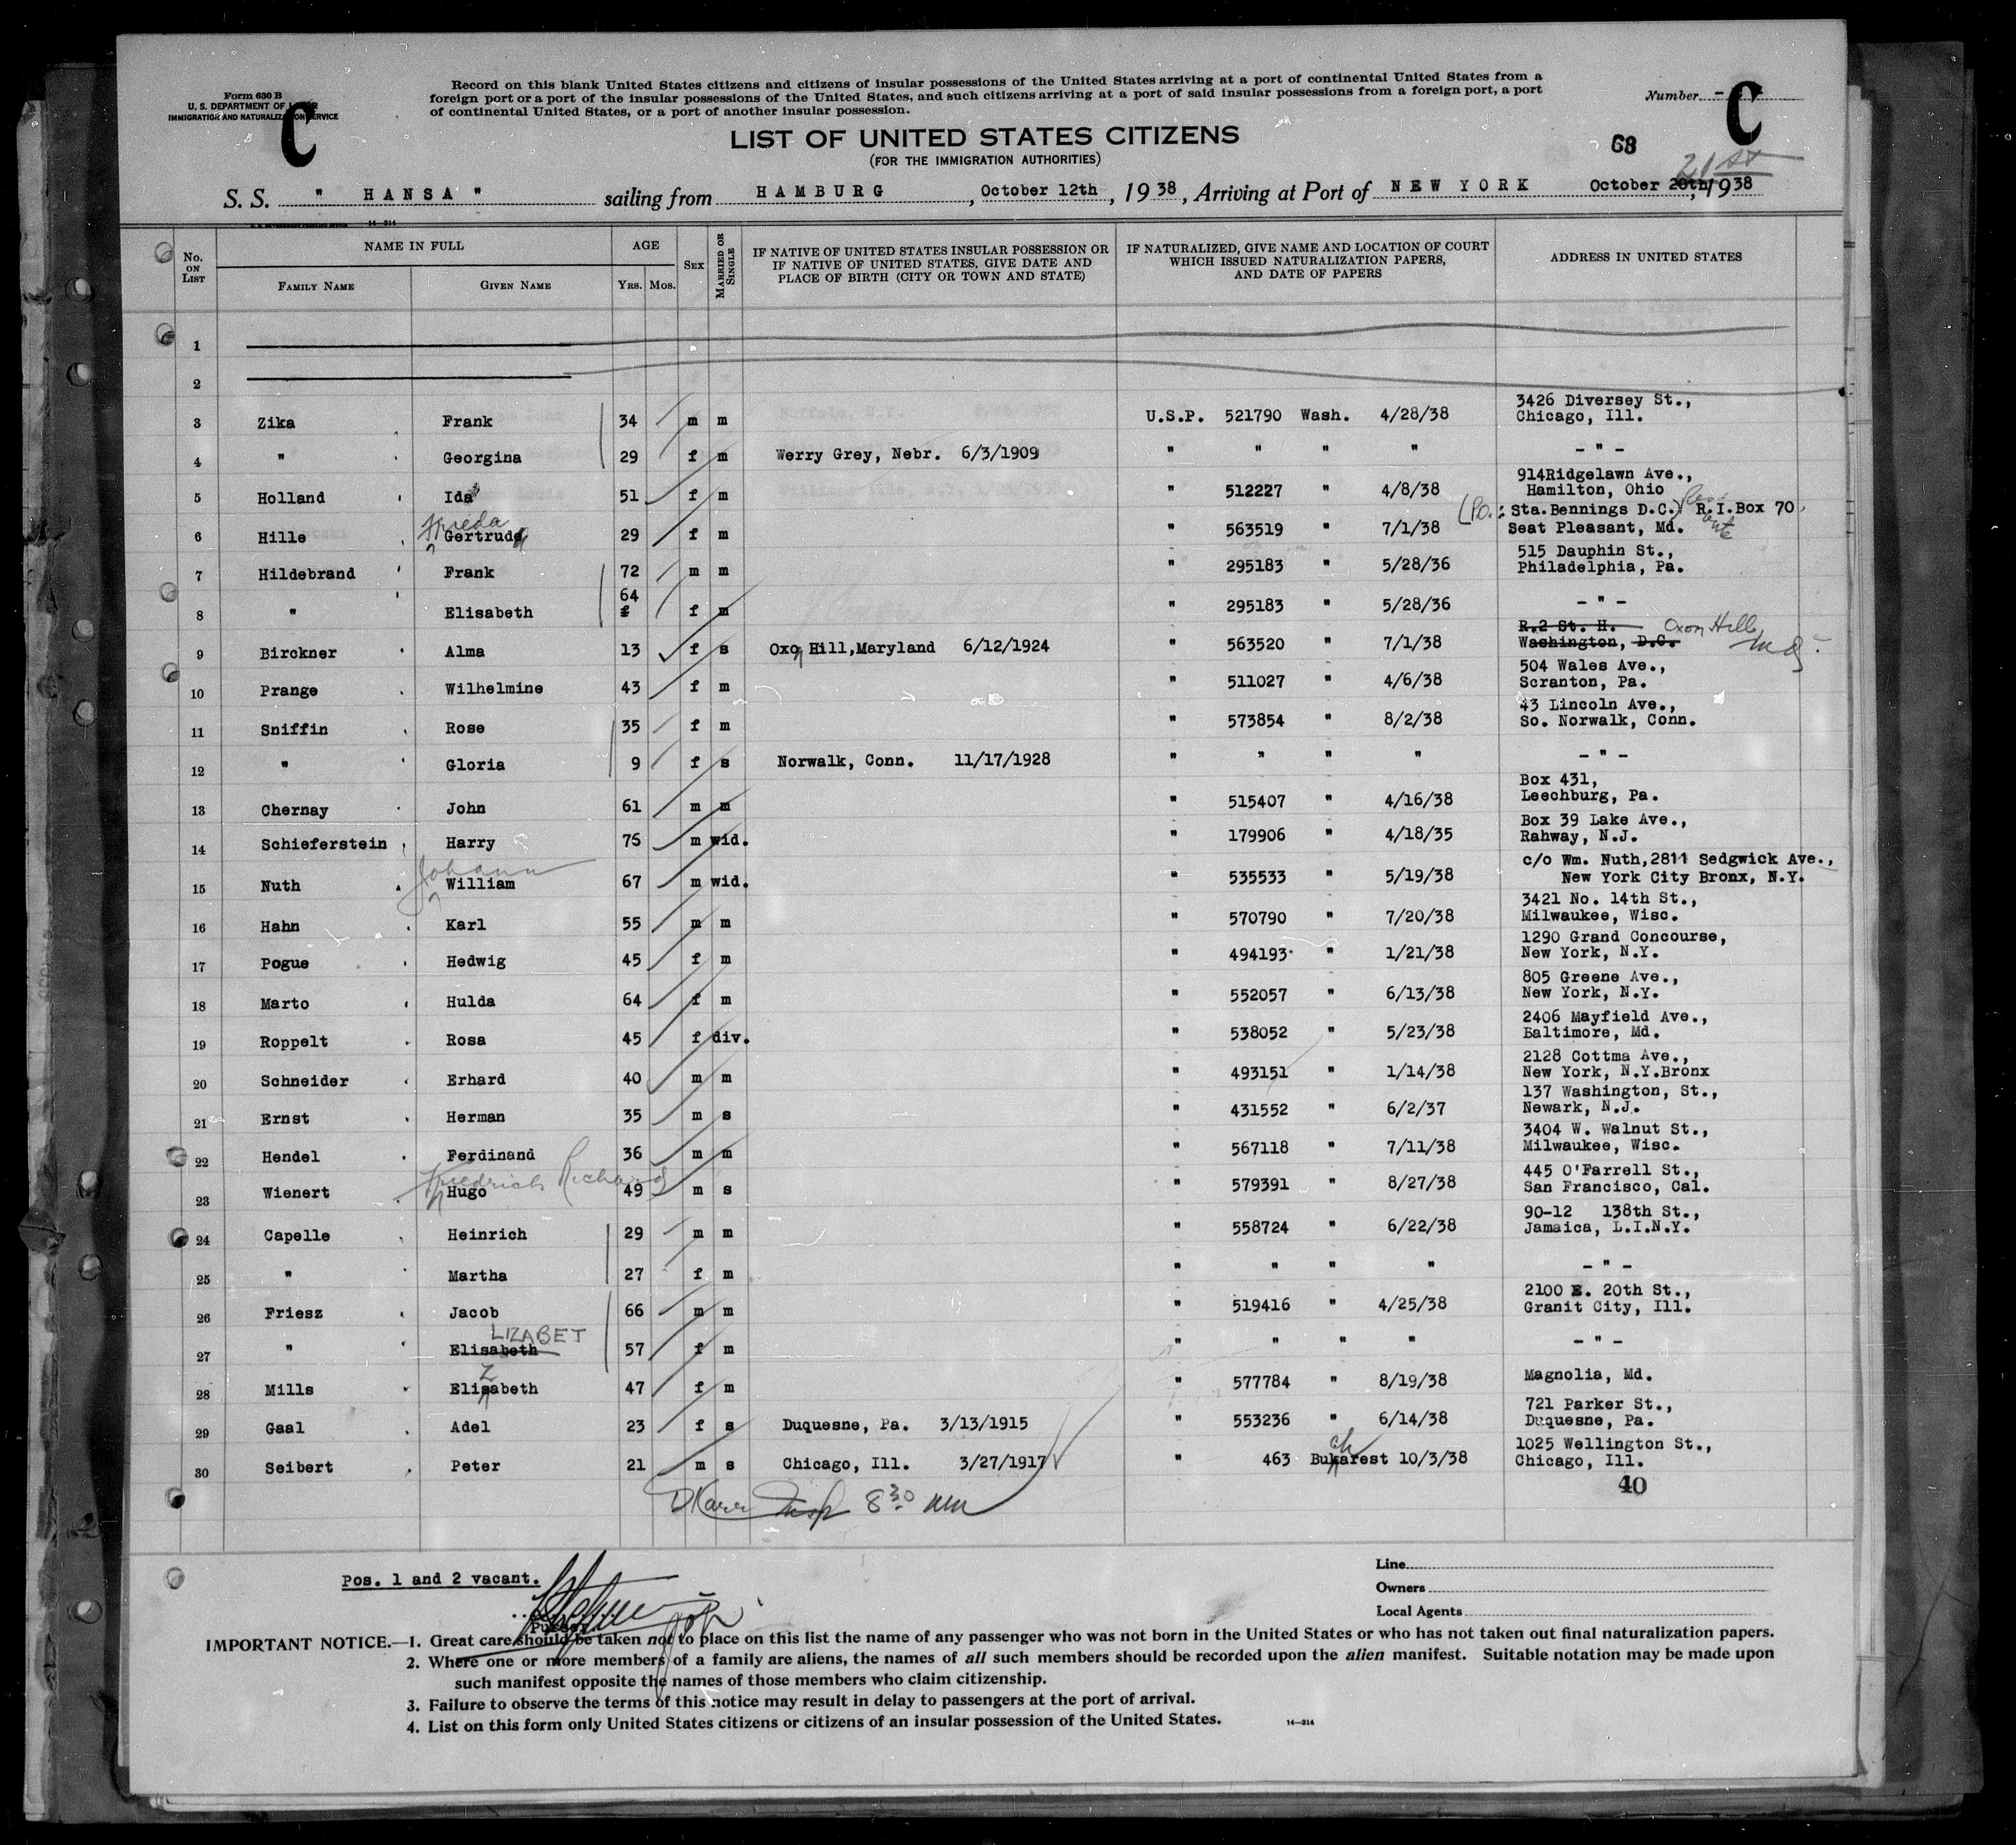 Form 630 B
U. S. DEPARTMENT OF LABOR
IMMIGRATION AND NATURALIZATION SERVICE
C
Record on this blank United States citizens and citizens of insular possessions of the United States arriving at a port of continental United States from a
foreign port or a port of the insular possessions of the United States, and such citizens arriving at a port of said insular possessions from a foreign port, a port
of continental United States, or a port of another insular possession.
Number -
C
LIST OF UNITED STATES CITIZENS
(FOR THE IMMIGRATION AUTHORITIES)
68
21st
S. S. " HANSA " sailing from HAMBURG, October 12th, 1938, Arriving at Port of NEW YORK October 20th, 1938
14-314
No. ON LIST NAME IN FULL AGE SEX MARRIED OR SINGLE IF NATIVE OF UNITED STATES INSULAR POSSESSION OR IF NATIVE OF UNITED STATES, GIVE DATE AND PLACE OF BIRTH (CITY OR TOWN AND STATE) IF NATURALIZED, GIVE NAME AND LOCATION OF COURT WHICH ISSUED NATURALIZATION PAPERS, AND DATE OF PAPERS ADDRESS IN UNITED STATES
FAMILY NAME GIVEN NAME YRS. MOS.
1
2
3 Zika Frank 34 m m U.S.P. 521790 Wash. 4/28/38 3426 Diversey St., Chicago, Ill.
4 " Georgina 29 f m Werry Grey, Nebr. 6/3/1909 " " " " - " -
5 Holland Ida 51 f m " 512227 " 4/8/38 914Ridgelawn Ave., Hamilton, Ohio
6 Hille Frieda Gertrude 29 f m " 563519 " 7/1/38 (Po.: Sta.Bennings D.C.) R.I.Box 70, Seat Pleasant, Md.
7 Hildebrand Frank 72 m m " 295183 " 5/28/36 515 Dauphin St., Philadelphia, Pa.
8 " Elisabeth 64 f m " 295183 " 5/28/36 - " -
9 Birckner Alma 13 f s Oxon Hill,Maryland 6/12/1924 " 563520 " 7/1/38 R.2 St. H. Washington, D.C. Oxon Hill, Md.
10 Prange Wilhelmine 43 f m " 511027 " 4/6/38 504 Wales Ave., Scranton, Pa.
11 Sniffin Rose 35 f m " 573854 " 8/2/38 43 Lincoln Ave., So. Norwalk, Conn.
12 " Gloria 9 f s Norwalk, Conn. 11/17/1928 " " " " - " -
13 Chernay John 61 m m " 515407 " 4/16/38 Box 431, Leechburg, Pa.
14 Schieferstein Harry 75 m wid. " 179906 " 4/18/35 Box 39 Lake Ave., Rahway, N.J.
15 Nuth Johann William 67 m wid. " 535533 " 5/19/38 c/o Wm. Nuth,2811 Sedgwick Ave., New York City Bronx, N.Y.
16 Hahn Karl 55 m m " 570790 " 7/20/38 3421 No. 14th St., Milwaukee, Wisc.
17 Pogue Hedwig 45 f m " 494193 " 1/21/38 1290 Grand Concourse, New York, N.Y.
18 Marto Hulda 64 f m " 552057 " 6/13/38 805 Greene Ave., New York, N.Y.
19 Roppelt Rosa 45 f div. " 538052 " 5/23/38 2406 Mayfield Ave., Baltimore, Md.
20 Schneider Erhard 40 m m " 493151 " 1/14/38 2128 Cottma Ave., New York, N.Y.Bronx
21 Ernst Herman 35 m s " 431552 " 6/2/37 137 Washington, St., Newark, N.J.
22 Hendel Ferdinand 36 m m " 567118 " 7/11/38 3404 W. Walnut St., Milwaukee, Wisc.
23 Wienert Friedrich Richard Hugo 49 m s " 579391 " 8/27/38 445 O'Farrell St., San Francisco, Cal.
24 Capelle Heinrich 29 m m " 558724 " 6/22/38 90-12 138th St., Jamaica, L.I.N.Y.
25 " Martha 27 f m " " " " - " -
26 Friesz Jacob 66 m m " 519416 " 4/25/38 2100 E. 20th St., Granit City, Ill.
27 " Elisabeth LIZABET 57 f m " " " " - " -
28 Mills Elisabeth Z 47 f m " 577784 " 8/19/38 Magnolia, Md.
29 Gaal Adel 23 f s Duquesne, Pa. 3/13/1915 " 553236 " 6/14/38 721 Parker St., Duquesne, Pa.
30 Seibert Peter 21 m s Chicago, Ill. 3/27/1917 " 463 Bukarest ch 10/3/38 1025 Wellington St., Chicago, Ill.
40
Insp 8 30 am
Pos. 1 and 2 vacant.
Purser
Line
Owners
Local Agents
IMPORTANT NOTICE.—1. Great care should be taken not to place on this list the name of any passenger who was not born in the United States or who has not taken out final naturalization papers.
2. Where one or more members of a family are aliens, the names of all such members should be recorded upon the alien manifest. Suitable notation may be made upon
such manifest opposite the names of those members who claim citizenship.
3. Failure to observe the terms of this notice may result in delay to passengers at the port of arrival.
4. List on this form only United States citizens or citizens of an insular possession of the United States.
14-314